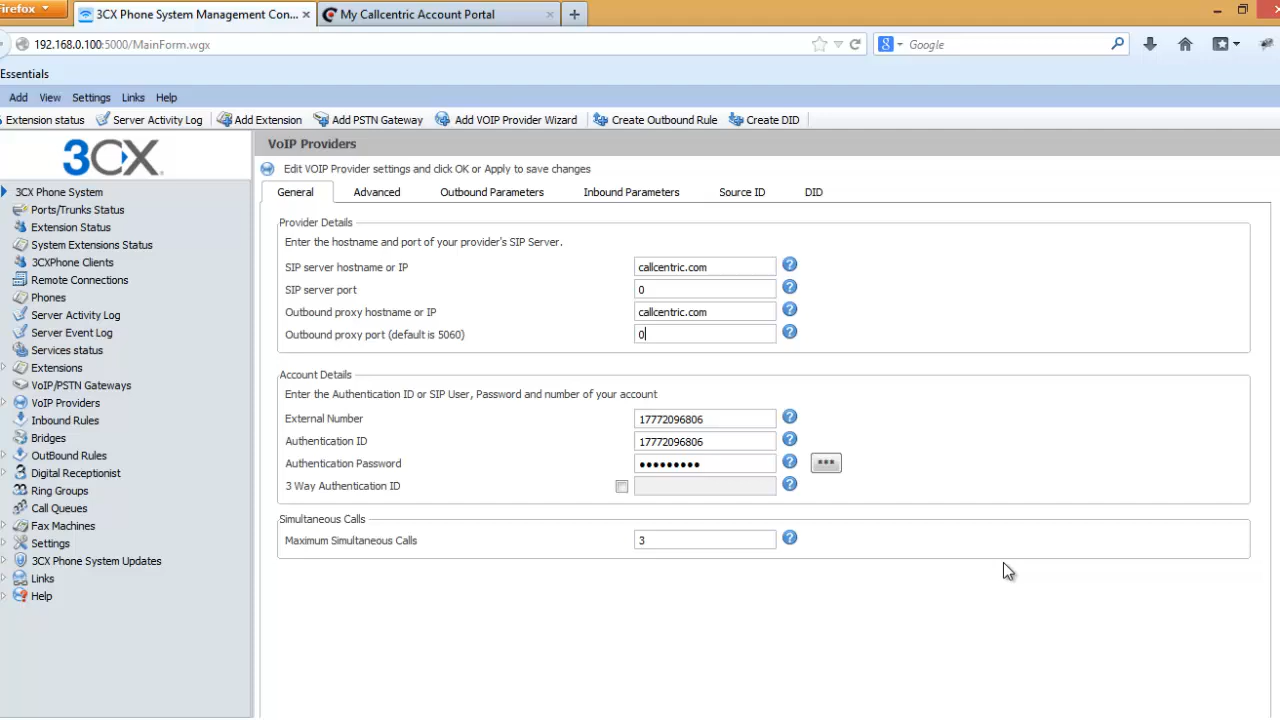 Firefox
3CX Phone System Management Con... ×
My Callcentric Account Portal ×
192.168.0.100:5000/MainForm.wgx
Google
Essentials
Add View Settings Links Help
Extension status Server Activity Log Add Extension Add PSTN Gateway Add VOIP Provider Wizard Create Outbound Rule Create DID
3CX
3CX Phone System
Ports/Trunks Status
Extension Status
System Extensions Status
3CXPhone Clients
Remote Connections
Phones
Server Activity Log
Server Event Log
Services status
Extensions
VoIP/PSTN Gateways
VoIP Providers
Inbound Rules
Bridges
OutBound Rules
Digital Receptionist
Ring Groups
Call Queues
Fax Machines
Settings
3CX Phone System Updates
Links
Help
VoIP Providers
Edit VOIP Provider settings and click OK or Apply to save changes
General Advanced Outbound Parameters Inbound Parameters Source ID DID
Provider Details
Enter the hostname and port of your provider's SIP Server.
SIP server hostname or IP callcentric.com
SIP server port 0
Outbound proxy hostname or IP callcentric.com
Outbound proxy port (default is 5060) 0
Account Details
Enter the Authentication ID or SIP User, Password and number of your account
External Number 17772096806
Authentication ID 17772096806
Authentication Password •••••••••
3 Way Authentication ID
Simultaneous Calls
Maximum Simultaneous Calls 3